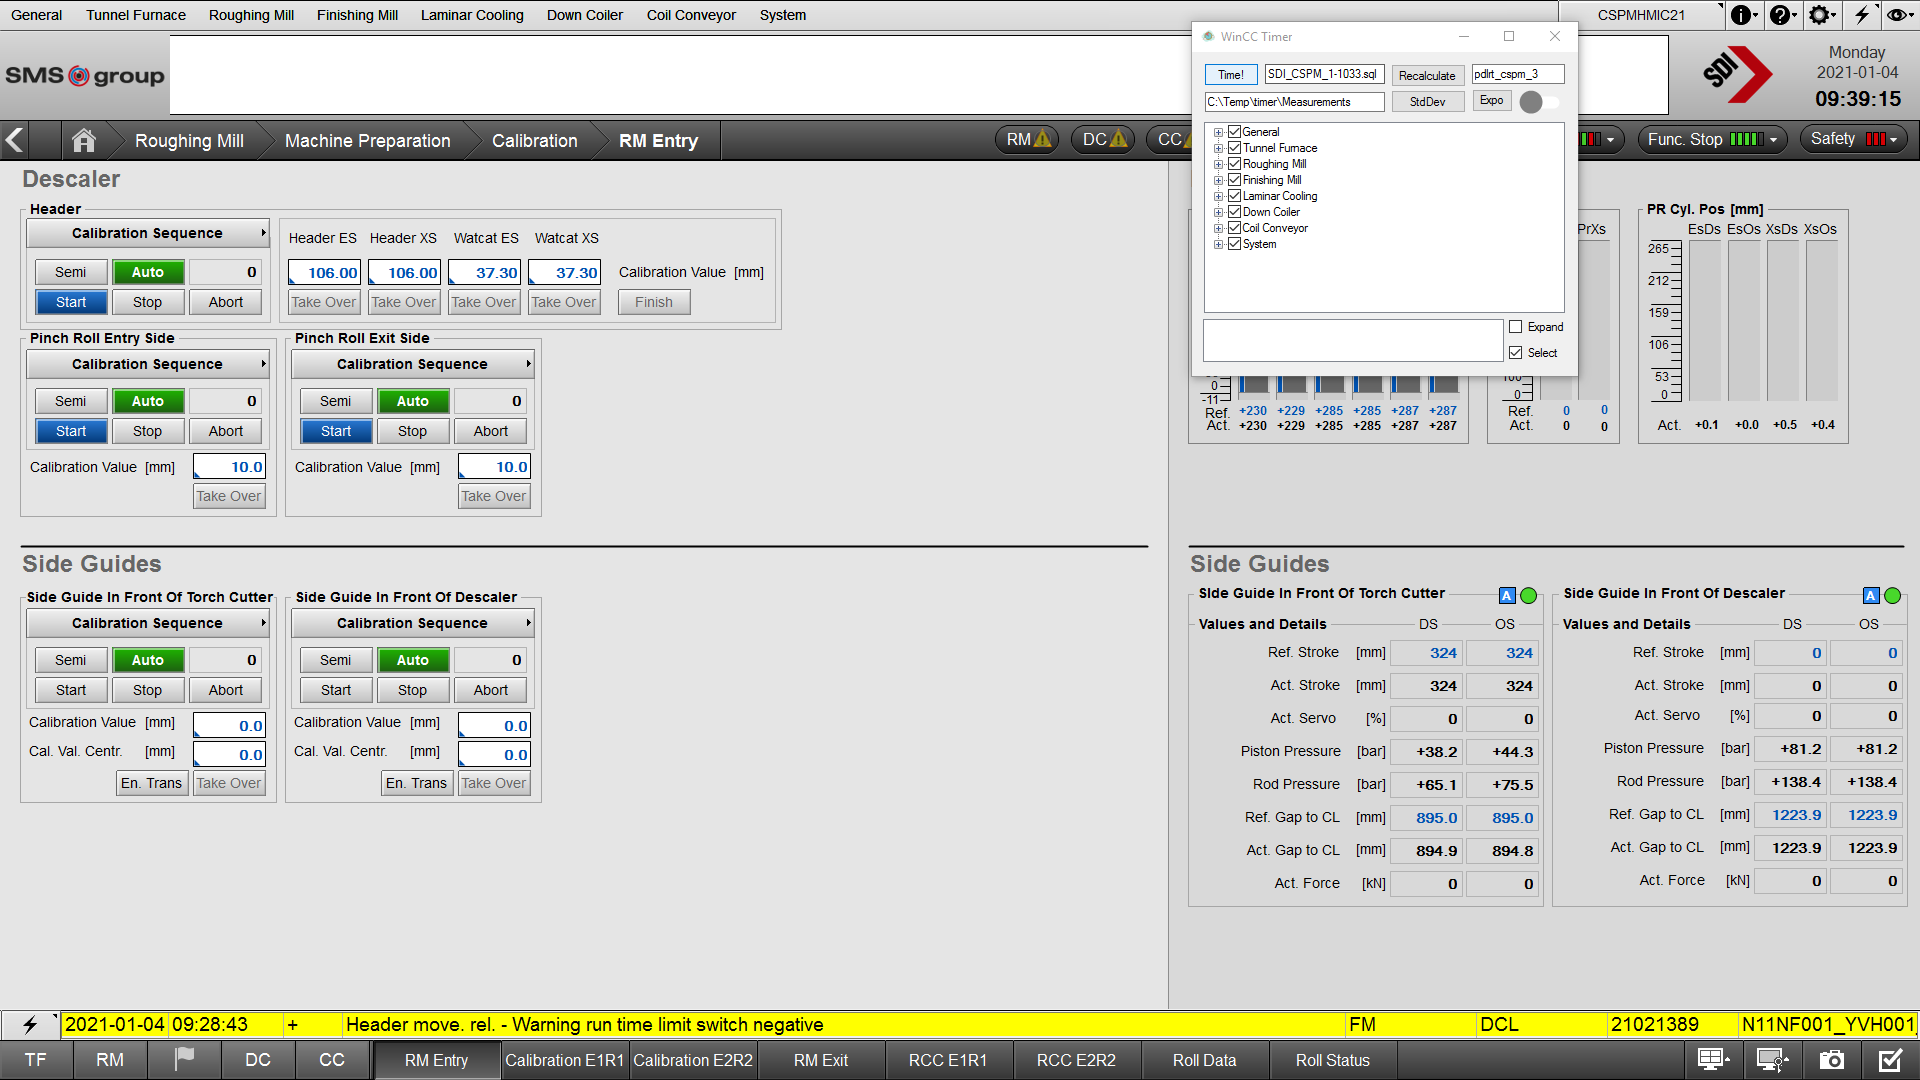 General Tunnel Furnace Roughing Mill Finishing Mill Laminar Cooling Down Coiler Coil Conveyor System CSPMHMIC21
SMS group
SDI
Monday
2021-01-04
09:39:15
WinCC Timer
Time! SDI_CSPM_1-1033.sql Recalculate pdlrt_cspm_3
C:\Temp\timer\Measurements StdDev Expo
General
Tunnel Furnace
Roughing Mill
Finishing Mill
Laminar Cooling
Down Coiler
Coil Conveyor
System
Expand
Select
Roughing Mill Machine Preparation Calibration RM Entry RM DC CC Func. Stop Safety
Descaler
Header
Calibration Sequence
Semi Auto 0
Start Stop Abort
Header ES Header XS Watcat ES Watcat XS
106.00 106.00 37.30 37.30 Calibration Value [mm]
Take Over Take Over Take Over Take Over Finish
Pinch Roll Entry Side
Calibration Sequence
Semi Auto 0
Start Stop Abort
Calibration Value [mm] 10.0
Take Over
Pinch Roll Exit Side
Calibration Sequence
Semi Auto 0
Start Stop Abort
Calibration Value [mm] 10.0
Take Over
0
-11
Ref. +230 +229 +285 +285 +287 +287
Act. +230 +229 +285 +285 +287 +287
PrXs
100
0
Ref. 0 0
Act. 0 0
PR Cyl. Pos [mm]
EsDs EsOs XsDs XsOs
265
212
159
106
53
0
Act. +0.1 +0.0 +0.5 +0.4
Side Guides
Side Guide In Front Of Torch Cutter
Calibration Sequence
Semi Auto 0
Start Stop Abort
Calibration Value [mm] 0.0
Cal. Val. Centr. [mm] 0.0
En. Trans Take Over
Side Guide In Front Of Descaler
Calibration Sequence
Semi Auto 0
Start Stop Abort
Calibration Value [mm] 0.0
Cal. Val. Centr. [mm] 0.0
En. Trans Take Over
Side Guides
SIde Guide In Front Of Torch Cutter A
Values and Details DS OS
Ref. Stroke [mm] 324 324
Act. Stroke [mm] 324 324
Act. Servo [%] 0 0
Piston Pressure [bar] +38.2 +44.3
Rod Pressure [bar] +65.1 +75.5
Ref. Gap to CL [mm] 895.0 895.0
Act. Gap to CL [mm] 894.9 894.8
Act. Force [kN] 0 0
Side Guide In Front Of Descaler A
Values and Details DS OS
Ref. Stroke [mm] 0 0
Act. Stroke [mm] 0 0
Act. Servo [%] 0 0
Piston Pressure [bar] +81.2 +81.2
Rod Pressure [bar] +138.4 +138.4
Ref. Gap to CL [mm] 1223.9 1223.9
Act. Gap to CL [mm] 1223.9 1223.9
Act. Force [kN] 0 0
2021-01-04 09:28:43 + Header move. rel. - Warning run time limit switch negative FM DCL 21021389 N11NF001_YVH001
TF RM DC CC RM Entry Calibration E1R1 Calibration E2R2 RM Exit RCC E1R1 RCC E2R2 Roll Data Roll Status